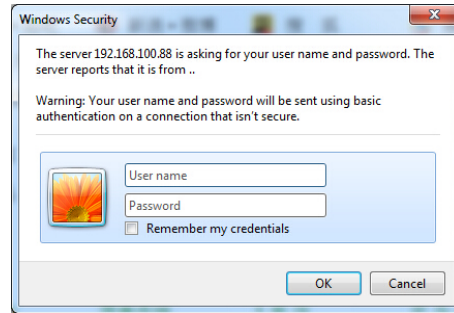 Windows Security
The server 192.168.100.88 is asking for your user name and password. The
server reports that it is from ..
Warning: Your user name and password will be sent using basic
authentication on a connection that isn't secure.
User name
Password
Remember my credentials
OK
Cancel